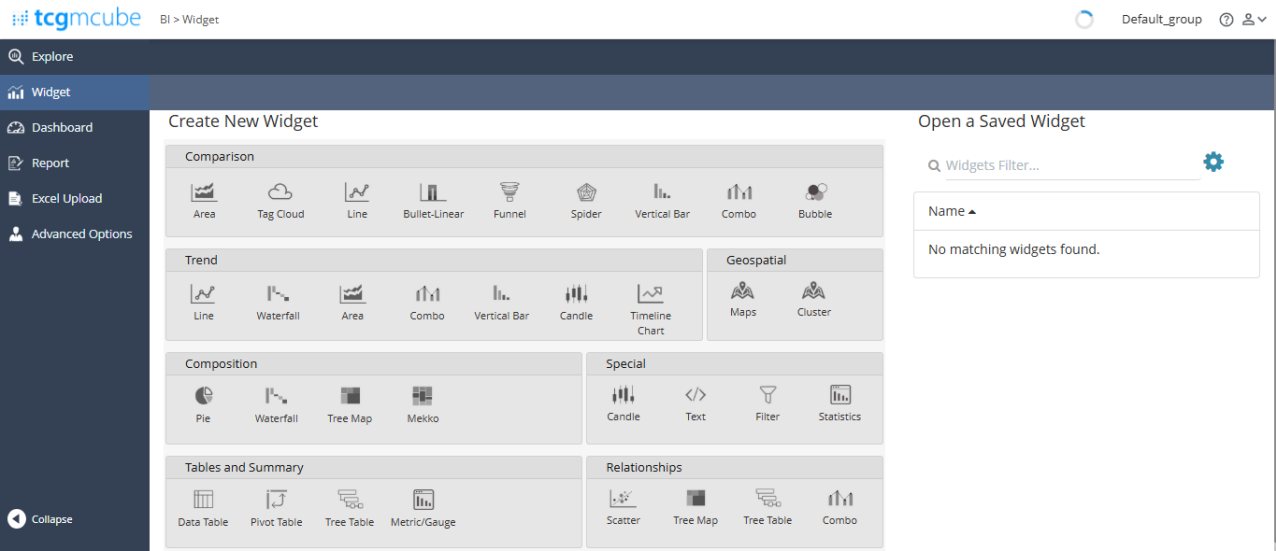 tcgmcube BI > Widget Default_group
Explore
Widget
Dashboard
Report
Excel Upload
Advanced Options
Collapse
Create New Widget
Comparison
Area Tag Cloud Line Bullet-Linear Funnel Spider Vertical Bar Combo Bubble
Trend
Line Waterfall Area Combo Vertical Bar Candle Timeline
Chart
Geospatial
Maps Cluster
Composition
Pie Waterfall Tree Map Mekko
Special
Candle Text Filter Statistics
Tables and Summary
Data Table Pivot Table Tree Table Metric/Gauge
Relationships
Scatter Tree Map Tree Table Combo
Open a Saved Widget
Widgets Filter...
Name
No matching widgets found.